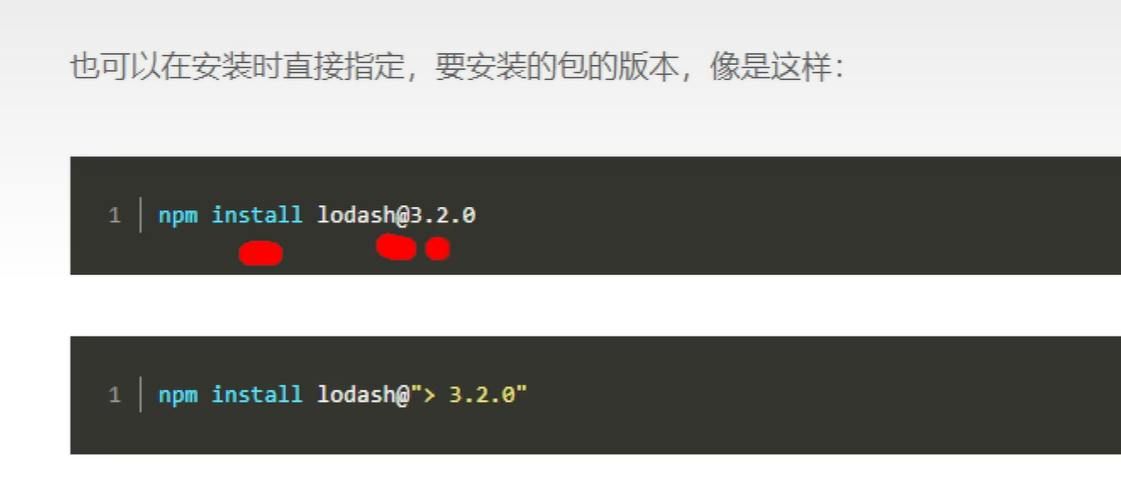 也可以在安装时直接指定，要安装的包的版本，像是这样：
1 npm install lodash@3.2.0
1 npm install lodash@"> 3.2.0"